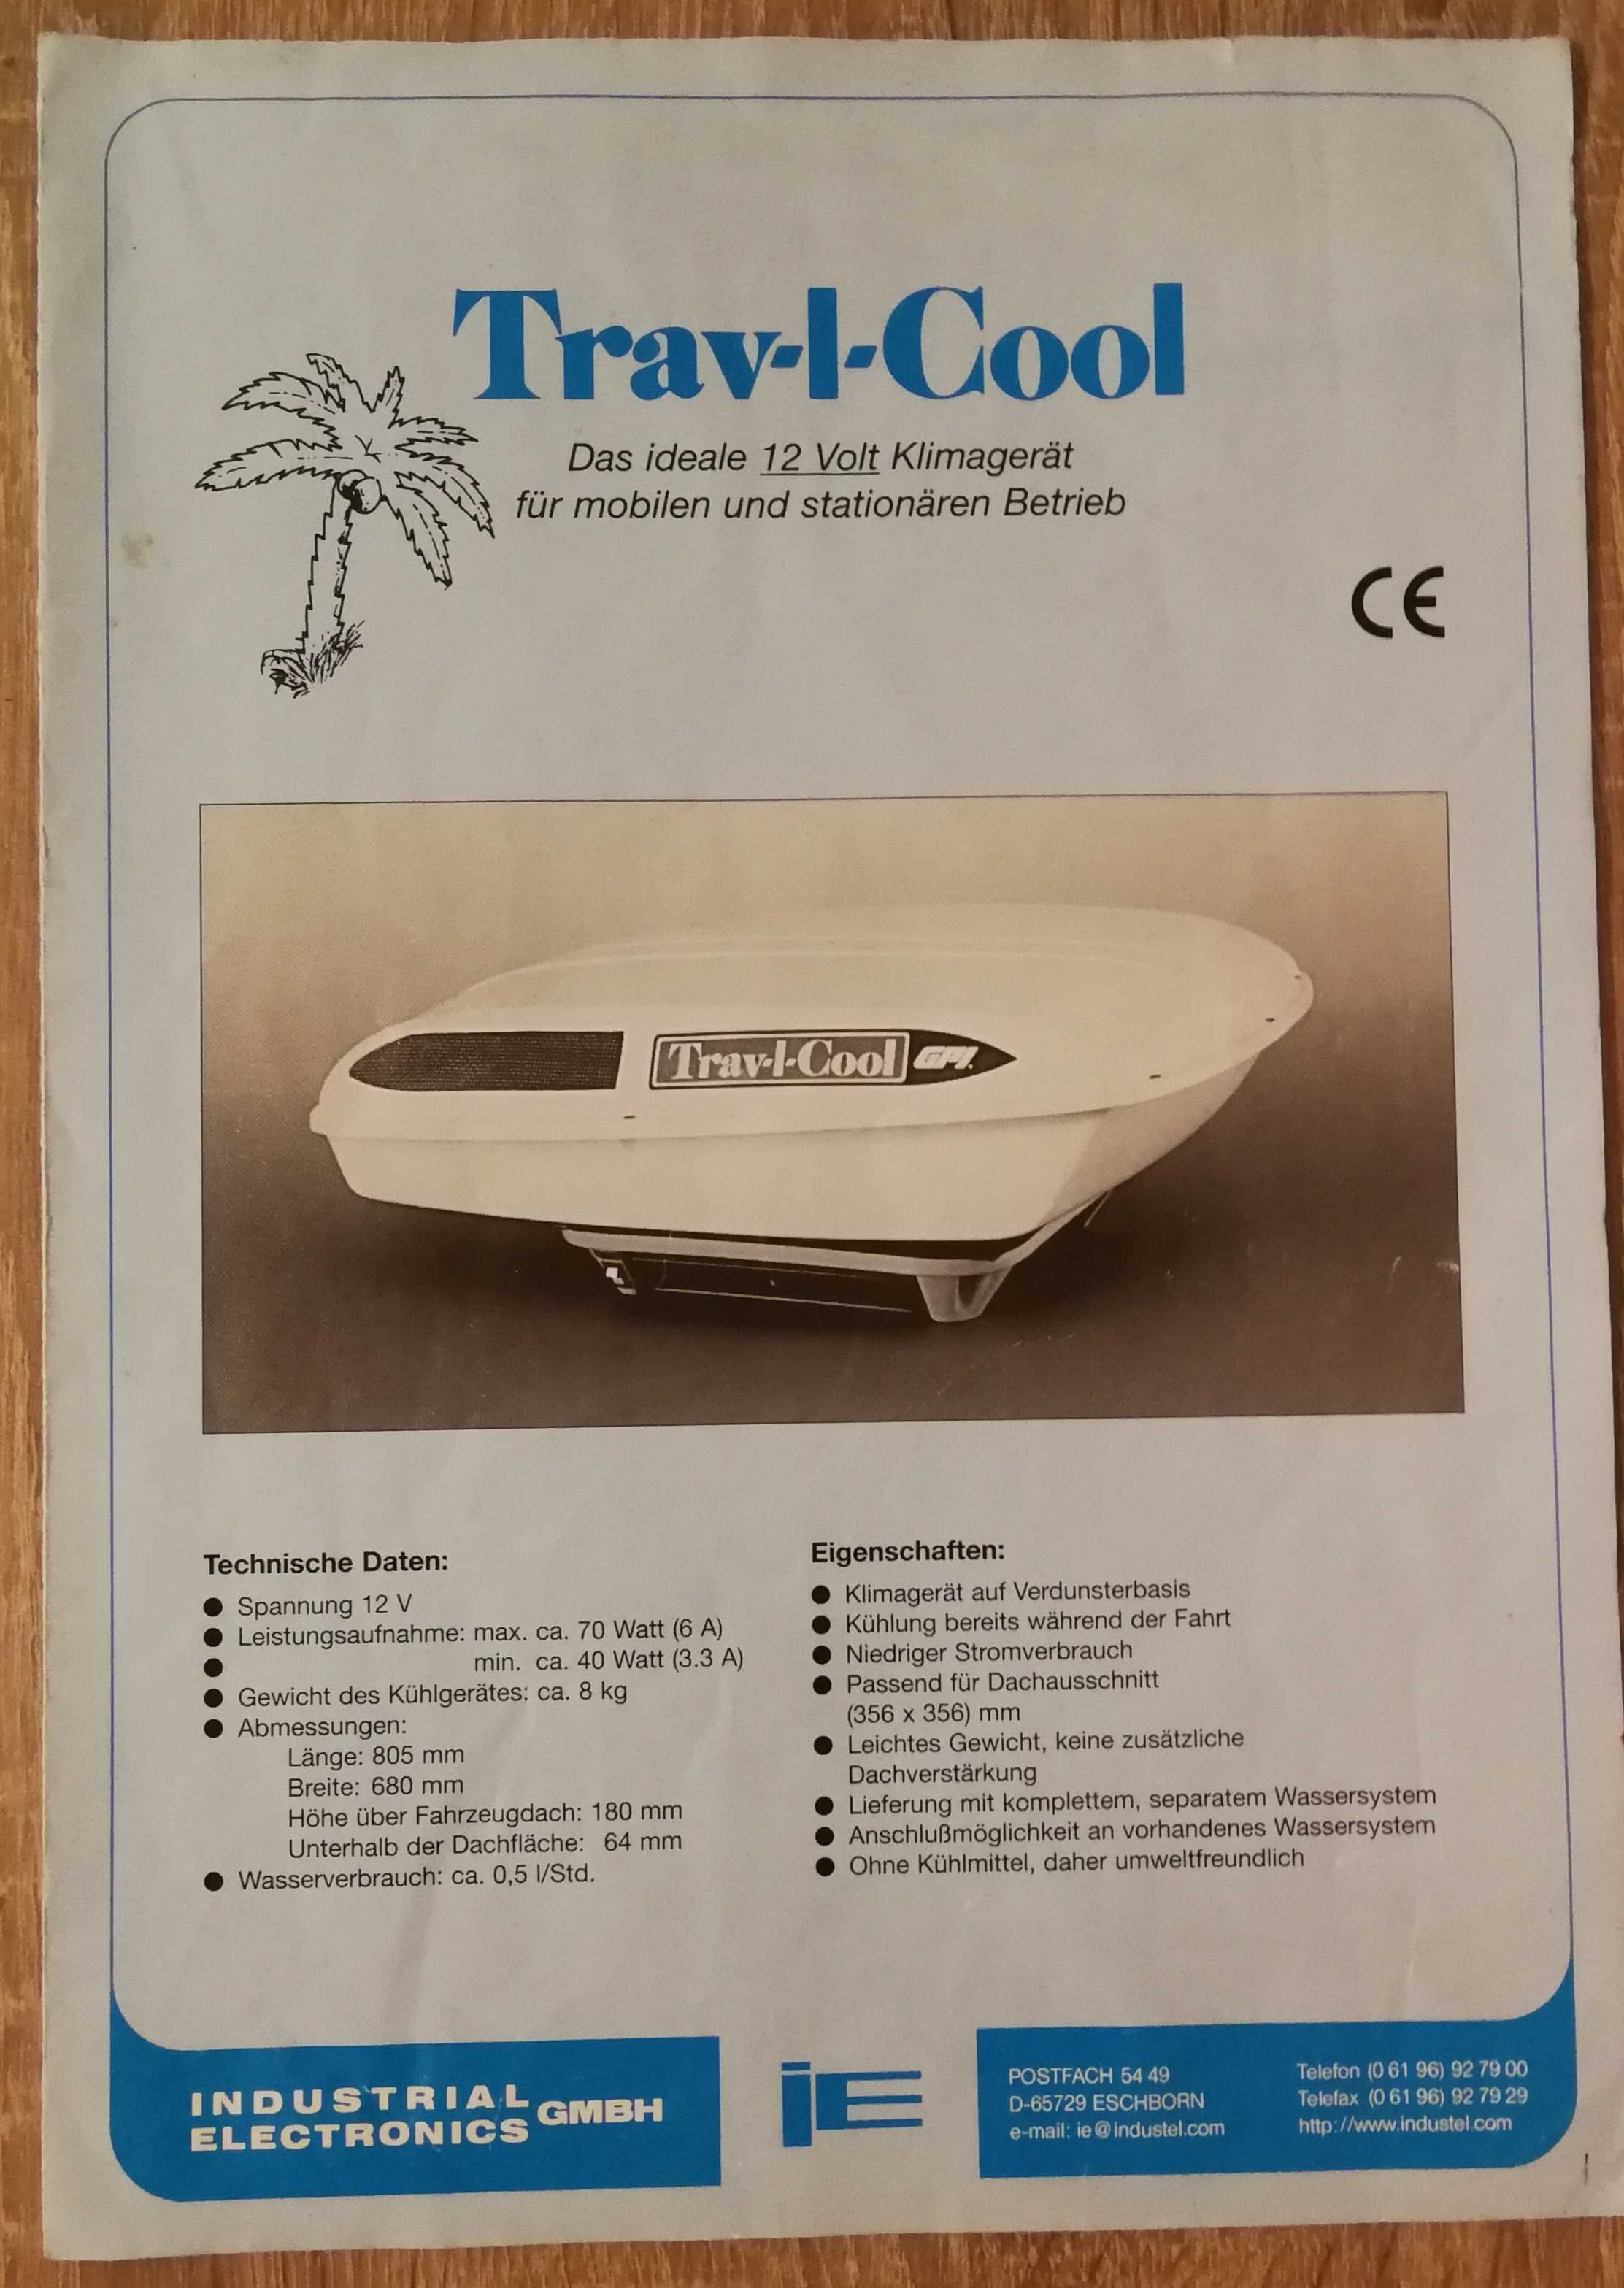 Trav-l-Cool
Das ideale 12 Volt Klimagerät
für mobilen und stationären Betrieb
CE
Trav-l-Cool GPI.
Technische Daten:
● Spannung 12 V
● Leistungsaufnahme: max. ca. 70 Watt (6 A)
● min. ca. 40 Watt (3.3 A)
● Gewicht des Kühlgerätes: ca. 8 kg
● Abmessungen:
Länge: 805 mm
Breite: 680 mm
Höhe über Fahrzeugdach: 180 mm
Unterhalb der Dachfläche: 64 mm
● Wasserverbrauch: ca. 0,5 l/Std.
Eigenschaften:
● Klimagerät auf Verdunsterbasis
● Kühlung bereits während der Fahrt
● Niedriger Stromverbrauch
● Passend für Dachausschnitt
(356 x 356) mm
● Leichtes Gewicht, keine zusätzliche
Dachverstärkung
● Lieferung mit komplettem, separatem Wassersystem
● Anschlußmöglichkeit an vorhandenes Wassersystem
● Ohne Kühlmittel, daher umweltfreundlich
INDUSTRIAL
ELECTRONICS GMBH
iE
POSTFACH 54 49
D-65729 ESCHBORN
e-mail: ie@industel.com
Telefon (0 61 96) 92 79 00
Telefax (0 61 96) 92 79 29
http://www.industel.com